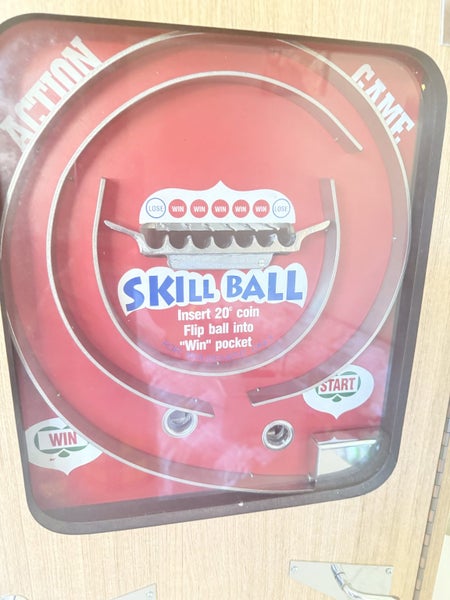 ACTION GAME
LOSE WIN WIN WIN WIN WIN LOSE
SKILL BALL
Insert 20¢ coin
Flip ball into
"Win" pocket
START
WIN